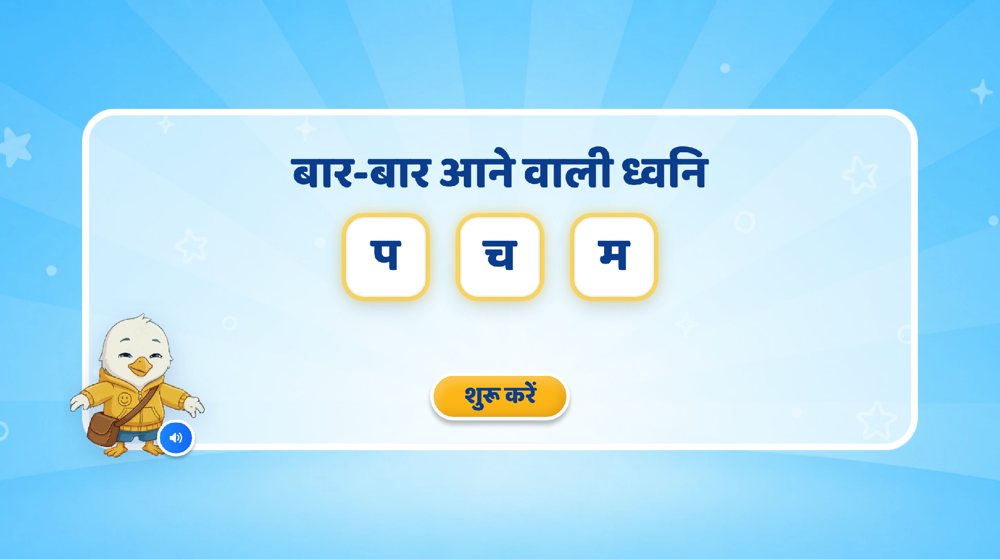 बार-बार आने वाली ध्वनि
प च म
शुरू करें